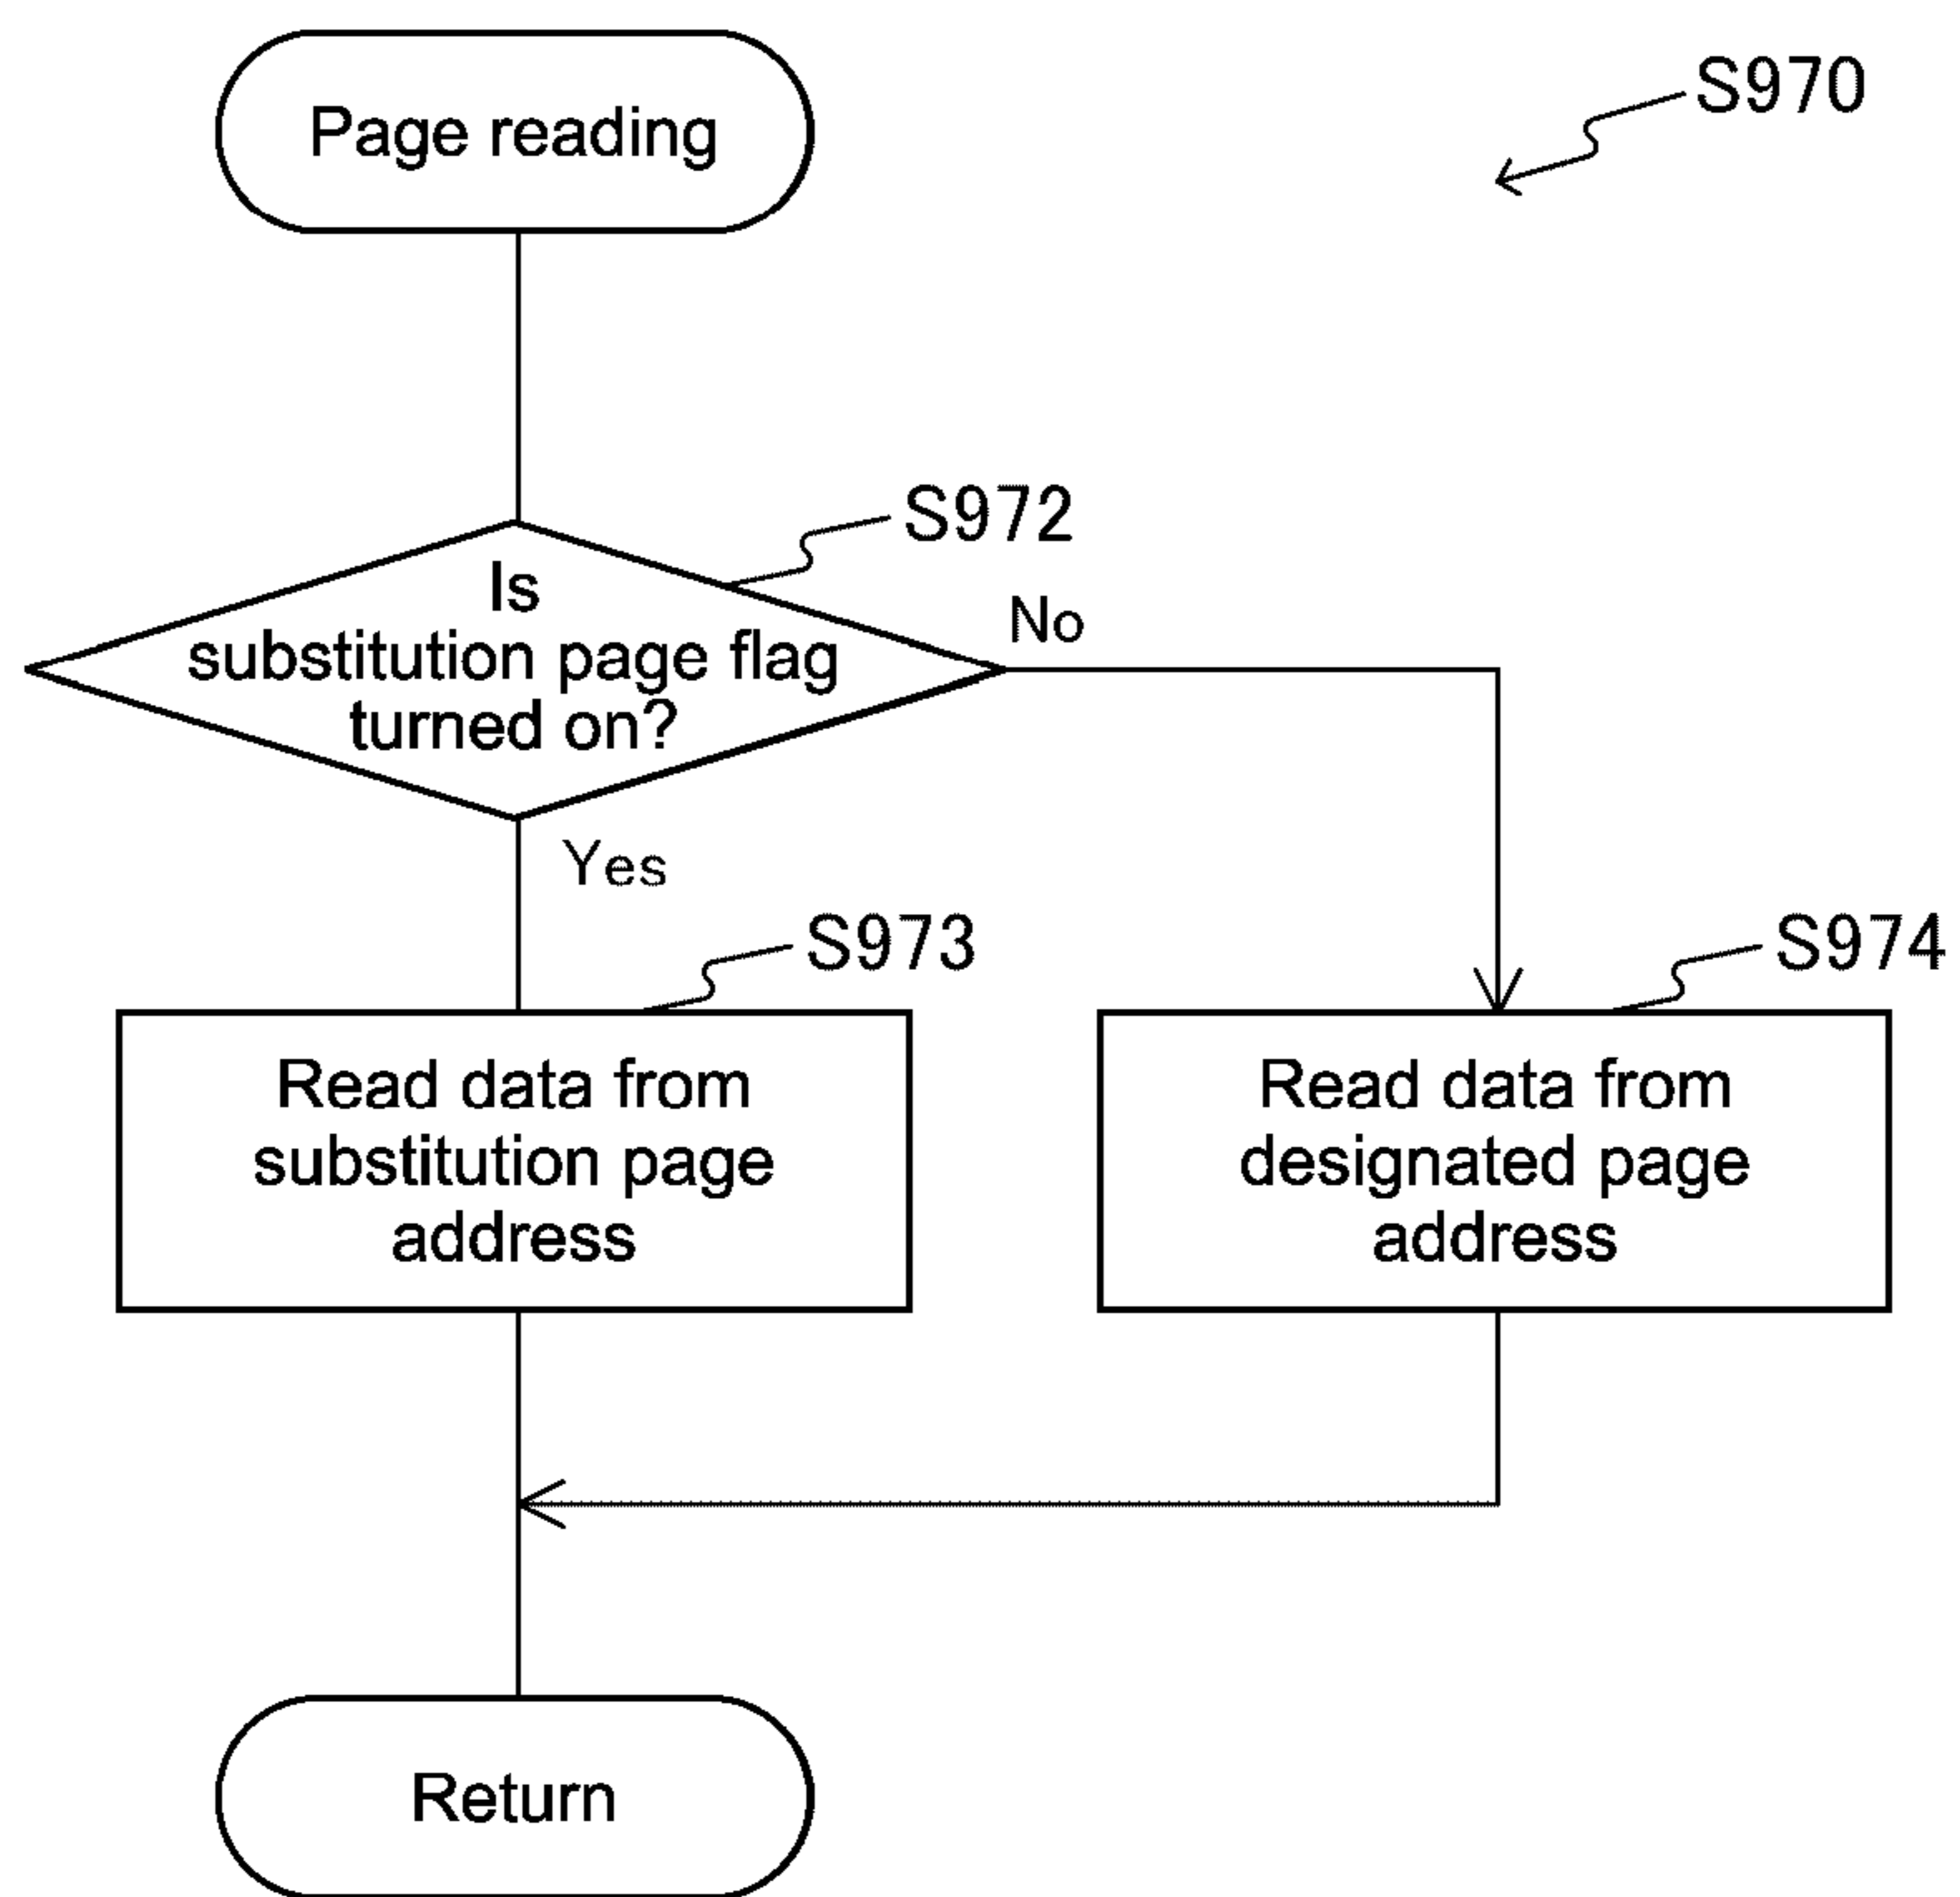 Page reading
S970
S972
Is
substitution page flag
turned on?
No
Yes
S973
S974
Read data from
substitution page
address
Read data from
designated page
address
Return